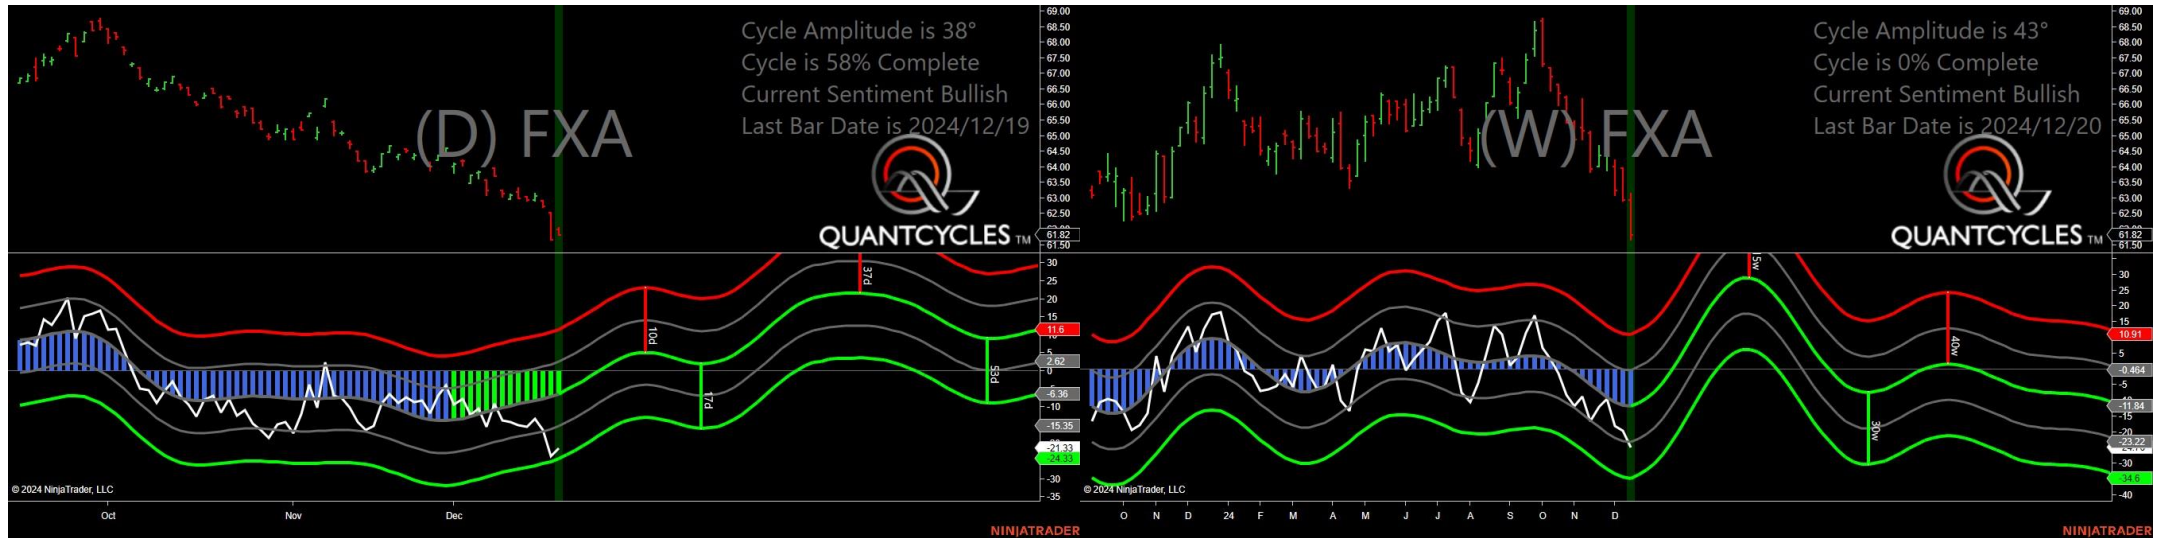 Cycle Amplitude is 38°
Cycle is 58% Complete
Current Sentiment Bullish
Last Bar Date is 2024/12/19
(D) FXA
QUANTCYCLES TM
69.00
68.50
68.00
67.50
67.00
66.50
66.00
65.50
65.00
64.50
64.00
63.50
63.00
62.50
61.82
61.50
30
25
20
15
11.6
10
5
2.62
0
-6.36
-10
-15.35
-21.33
-24.33
-30
-35
10d
17d
37d
53d
© 2024 NinjaTrader, LLC
Oct
Nov
Dec
NINJATRADER
Cycle Amplitude is 43°
Cycle is 0% Complete
Current Sentiment Bullish
Last Bar Date is 2024/12/20
(W) FXA
QUANTCYCLES TM
69.00
68.50
68.00
67.50
67.00
66.50
66.00
65.50
65.00
64.50
64.00
63.50
63.00
62.50
61.82
61.50
30
25
20
15
10.91
5
-0.464
-5
-11.84
-15
-20
-23.22
-30
-34.6
-40
15w
30w
40w
© 2024 NinjaTrader, LLC
O
N
D
24
F
M
A
M
J
J
A
S
O
N
D
NINJATRADER